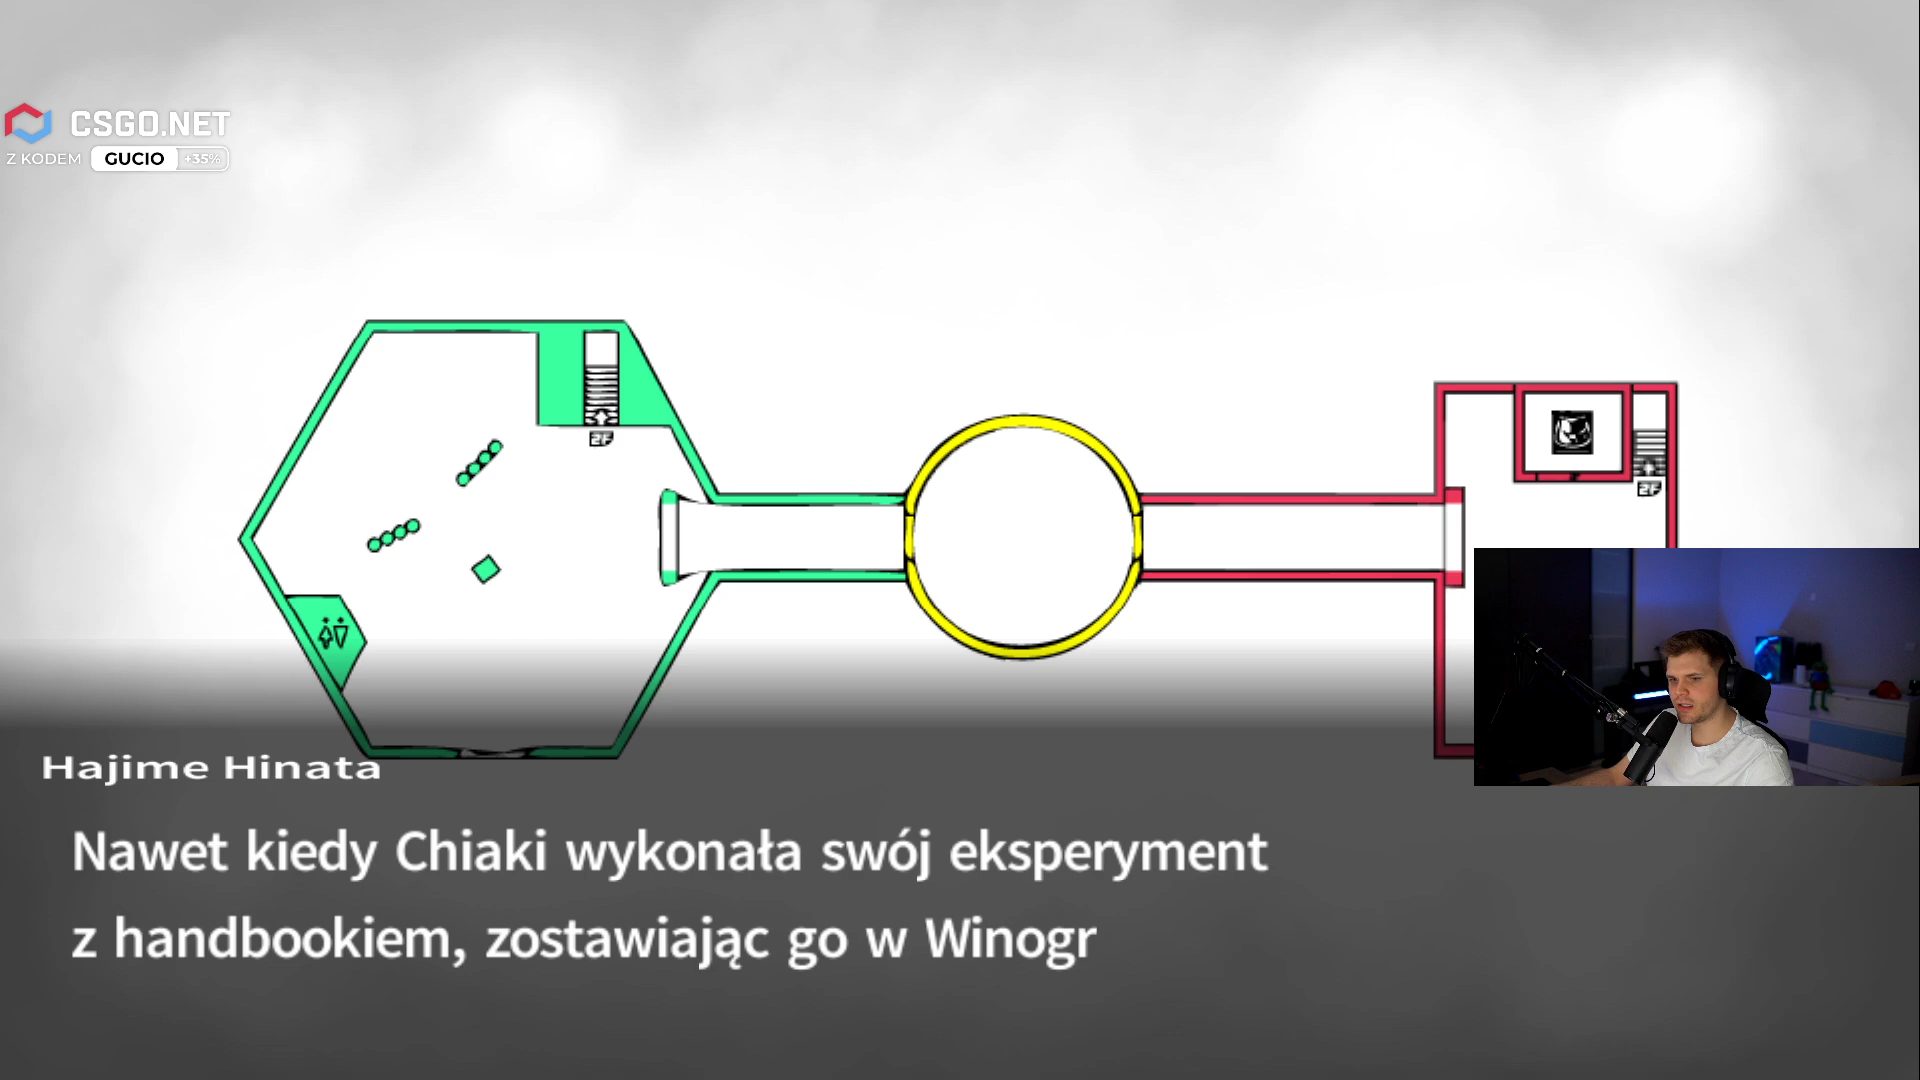 CSGO.NET
Z KODEM GUCIO +35%
2F
2F
Hajime Hinata
Nawet kiedy Chiaki wykonała swój eksperyment
z handbookiem, zostawiając go w Winogr